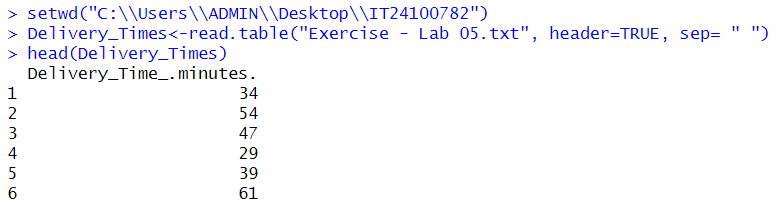 > setwd("C:\\Users\\ADMIN\\Desktop\\IT24100782")
> Delivery_Times<-read.table("Exercise - Lab 05.txt", header=TRUE, sep= " ")
> head(Delivery_Times)
  Delivery_Time_.minutes.
1                      34
2                      54
3                      47
4                      29
5                      39
6                      61